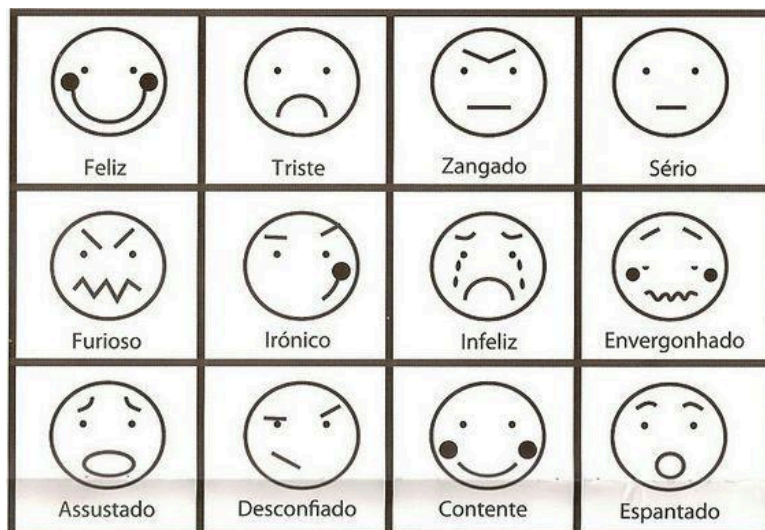 Feliz
Triste
Zangado
Sério
Furioso
Irónico
Infeliz
Envergonhado
Assustado
Desconfiado
Contente
Espantado